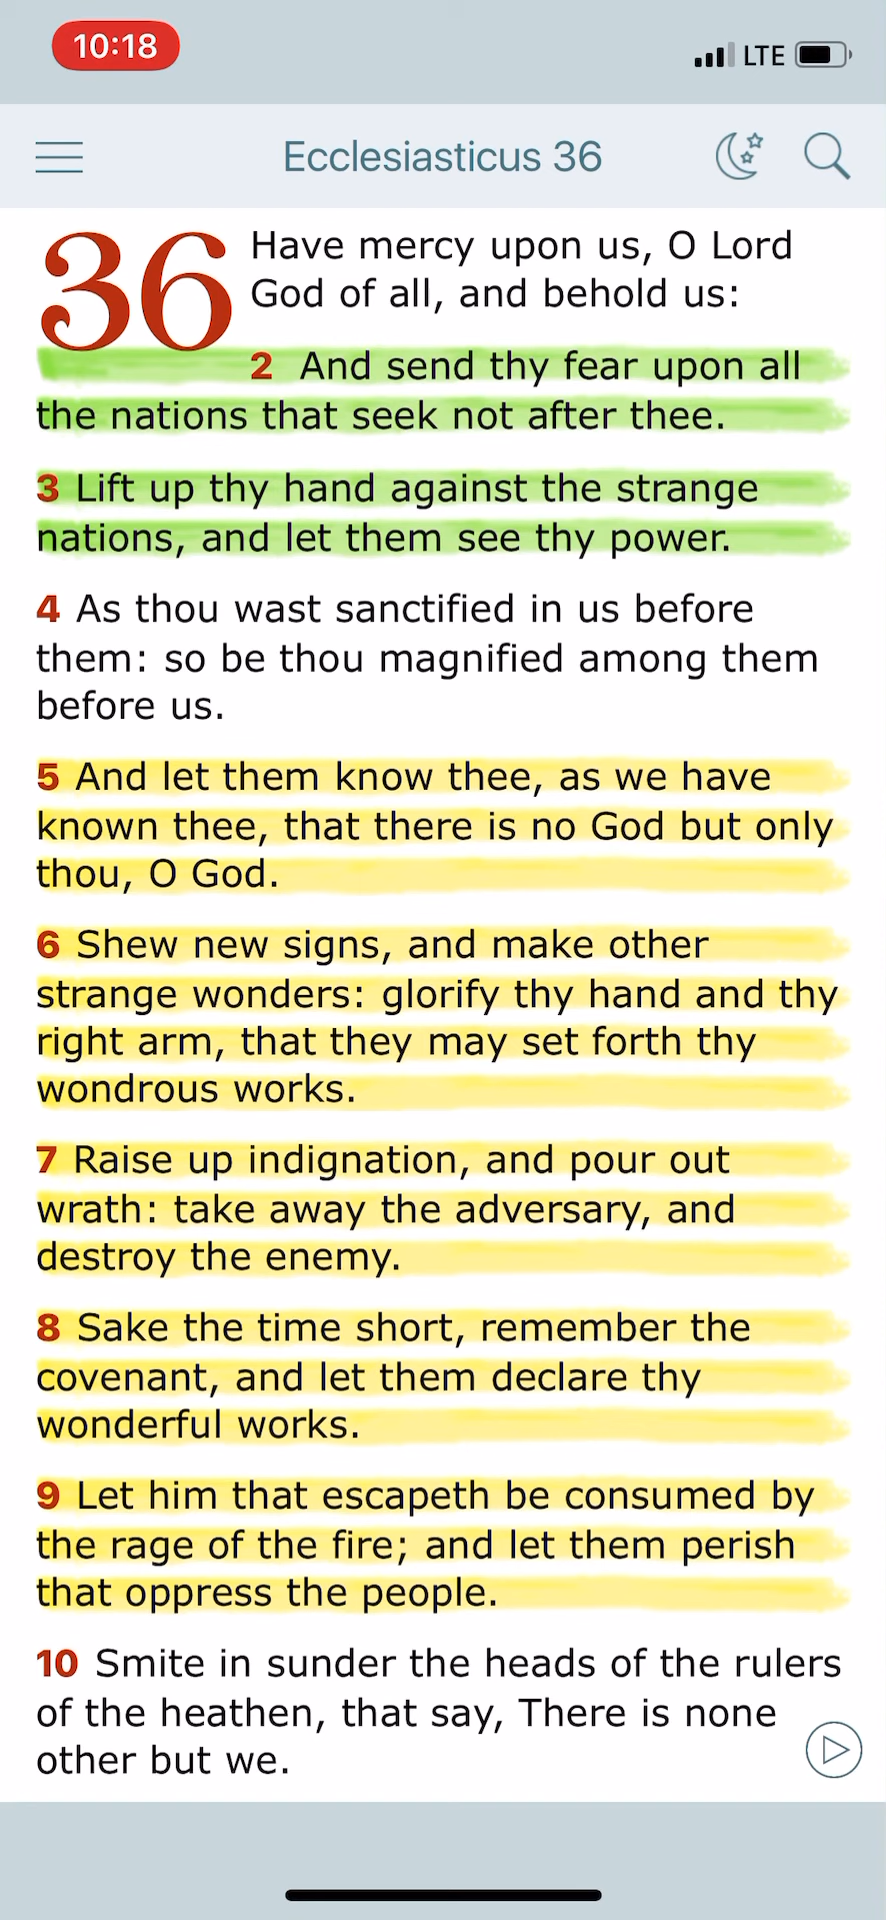 10:18
LTE
Ecclesiasticus 36
36 Have mercy upon us, O Lord
God of all, and behold us:
2 And send thy fear upon all
the nations that seek not after thee.
3 Lift up thy hand against the strange
nations, and let them see thy power.
4 As thou wast sanctified in us before
them: so be thou magnified among them
before us.
5 And let them know thee, as we have
known thee, that there is no God but only
thou, O God.
6 Shew new signs, and make other
strange wonders: glorify thy hand and thy
right arm, that they may set forth thy
wondrous works.
7 Raise up indignation, and pour out
wrath: take away the adversary, and
destroy the enemy.
8 Sake the time short, remember the
covenant, and let them declare thy
wonderful works.
9 Let him that escapeth be consumed by
the rage of the fire; and let them perish
that oppress the people.
10 Smite in sunder the heads of the rulers
of the heathen, that say, There is none
other but we.